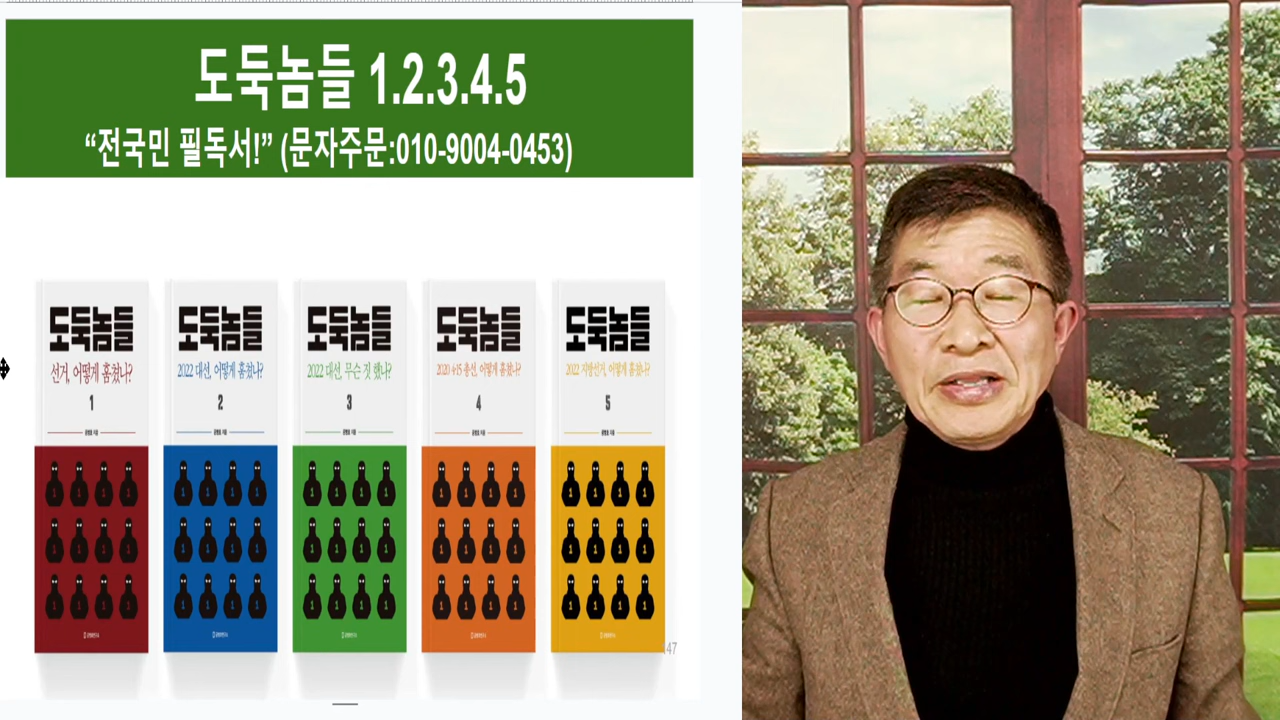 도둑놈들 1.2.3.4.5
“전국민 필독서!” (문자주문:010-9004-0453)
도둑놈들
선거, 어떻게 훔쳤나?
1
도둑놈들
2022 대선, 어떻게 훔쳤나?
2
도둑놈들
2022 대선, 무슨 짓 했나?
3
도둑놈들
2020 4·15 총선, 어떻게 훔쳤나?
4
도둑놈들
2022 지방선거, 어떻게 훔쳤나?
5
47